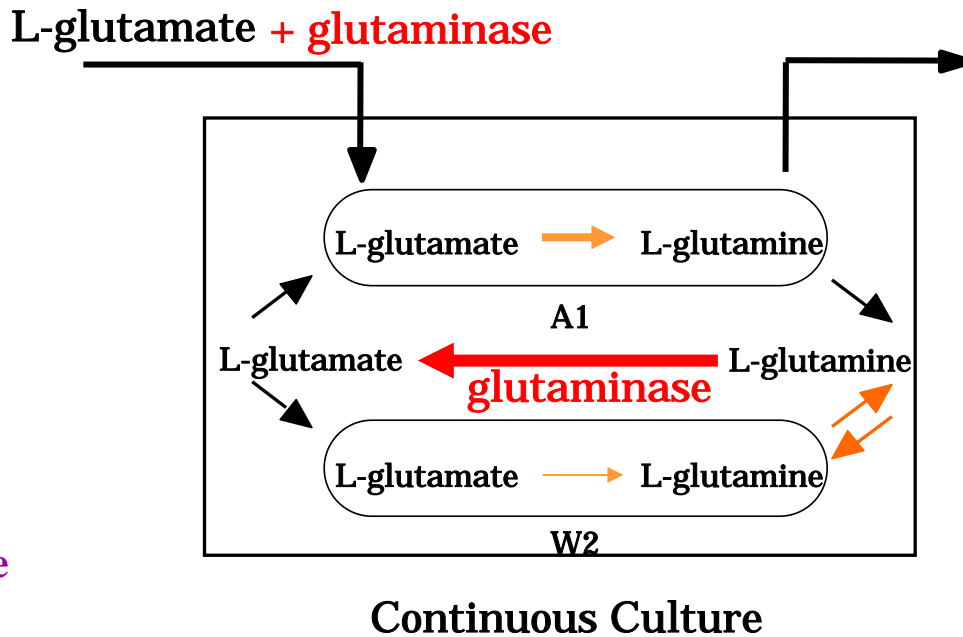 L-glutamate + glutaminase
L-glutamate L-glutamine
A1
L-glutamate L-glutamine
glutaminase
L-glutamate L-glutamine
W2
e
Continuous Culture